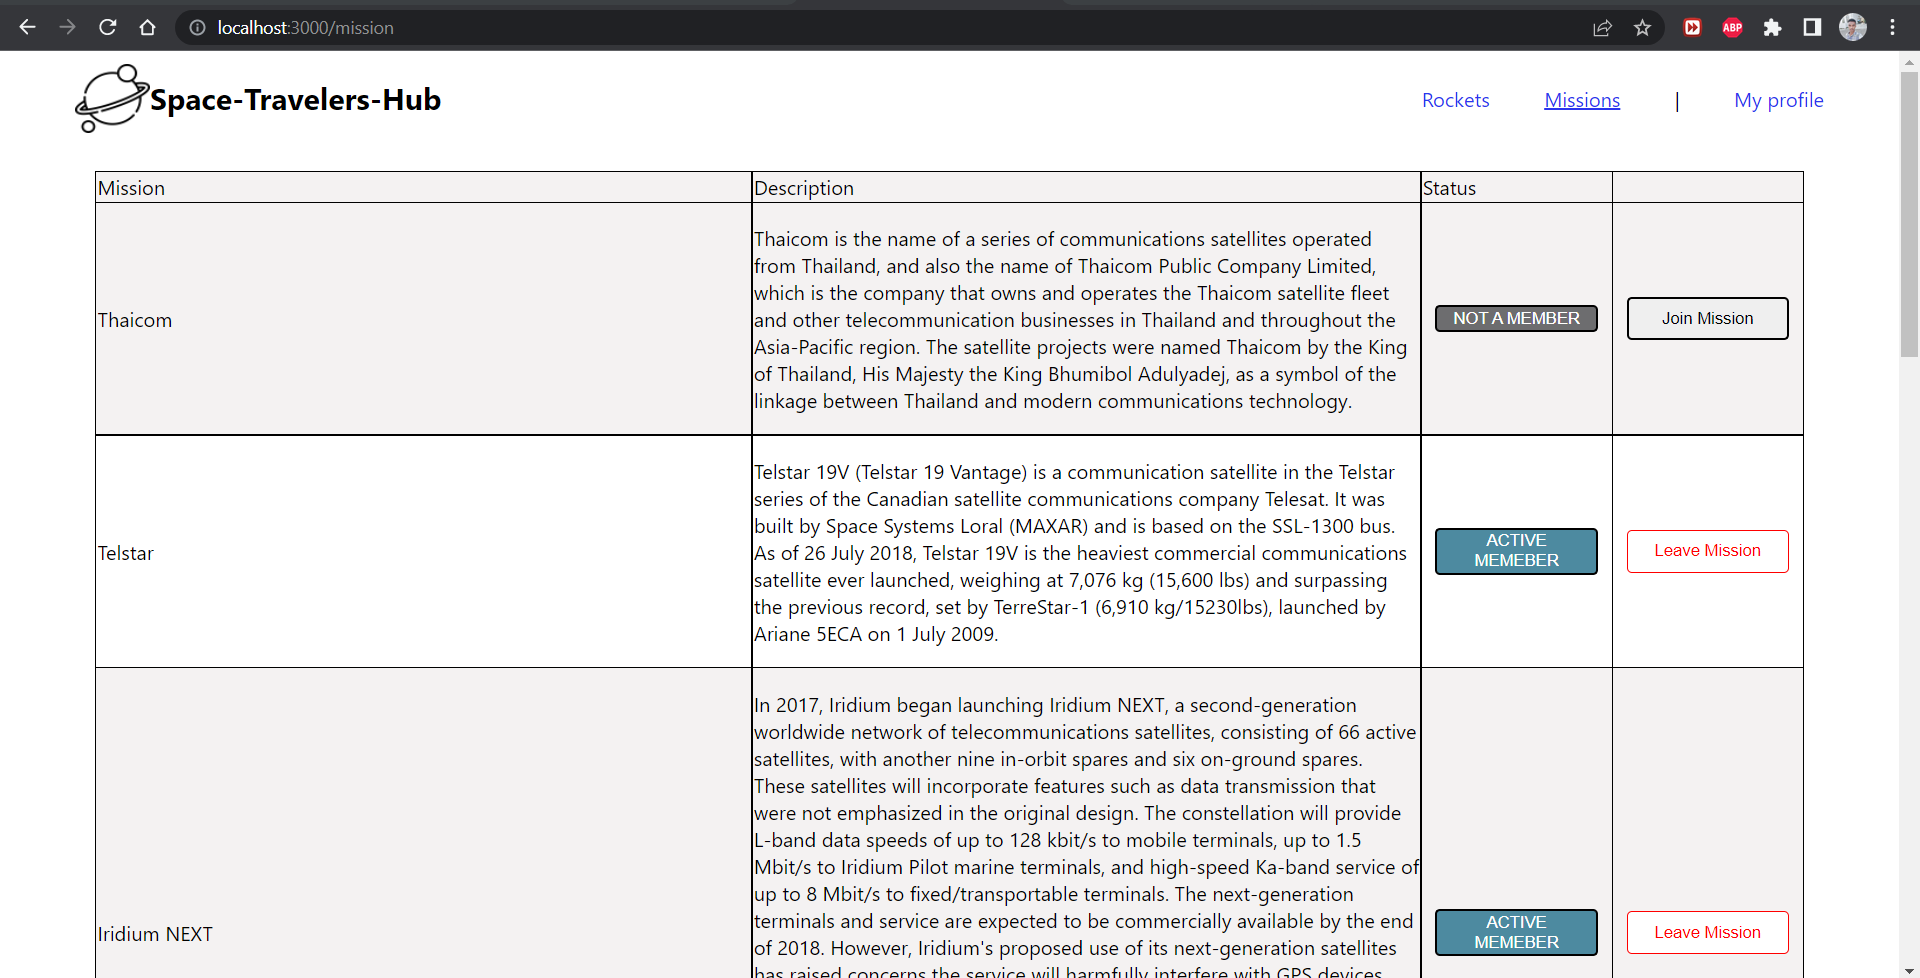 localhost:3000/mission
ABP
Space-Travelers-Hub
Rockets
Missions
|
My profile
Mission
Description
Status
Thaicom
Thaicom is the name of a series of communications satellites operated
from Thailand, and also the name of Thaicom Public Company Limited,
which is the company that owns and operates the Thaicom satellite fleet
and other telecommunication businesses in Thailand and throughout the
Asia-Pacific region. The satellite projects were named Thaicom by the King
of Thailand, His Majesty the King Bhumibol Adulyadej, as a symbol of the
linkage between Thailand and modern communications technology.
NOT A MEMBER
Join Mission
Telstar
Telstar 19V (Telstar 19 Vantage) is a communication satellite in the Telstar
series of the Canadian satellite communications company Telesat. It was
built by Space Systems Loral (MAXAR) and is based on the SSL-1300 bus.
As of 26 July 2018, Telstar 19V is the heaviest commercial communications
satellite ever launched, weighing at 7,076 kg (15,600 lbs) and surpassing
the previous record, set by TerreStar-1 (6,910 kg/15230lbs), launched by
Ariane 5ECA on 1 July 2009.
ACTIVE
MEMEBER
Leave Mission
Iridium NEXT
In 2017, Iridium began launching Iridium NEXT, a second-generation
worldwide network of telecommunications satellites, consisting of 66 active
satellites, with another nine in-orbit spares and six on-ground spares.
These satellites will incorporate features such as data transmission that
were not emphasized in the original design. The constellation will provide
L-band data speeds of up to 128 kbit/s to mobile terminals, up to 1.5
Mbit/s to Iridium Pilot marine terminals, and high-speed Ka-band service of
up to 8 Mbit/s to fixed/transportable terminals. The next-generation
terminals and service are expected to be commercially available by the end
of 2018. However, Iridium's proposed use of its next-generation satellites
has raised concerns the service will harmfully interfere with GPS devices.
ACTIVE
MEMEBER
Leave Mission